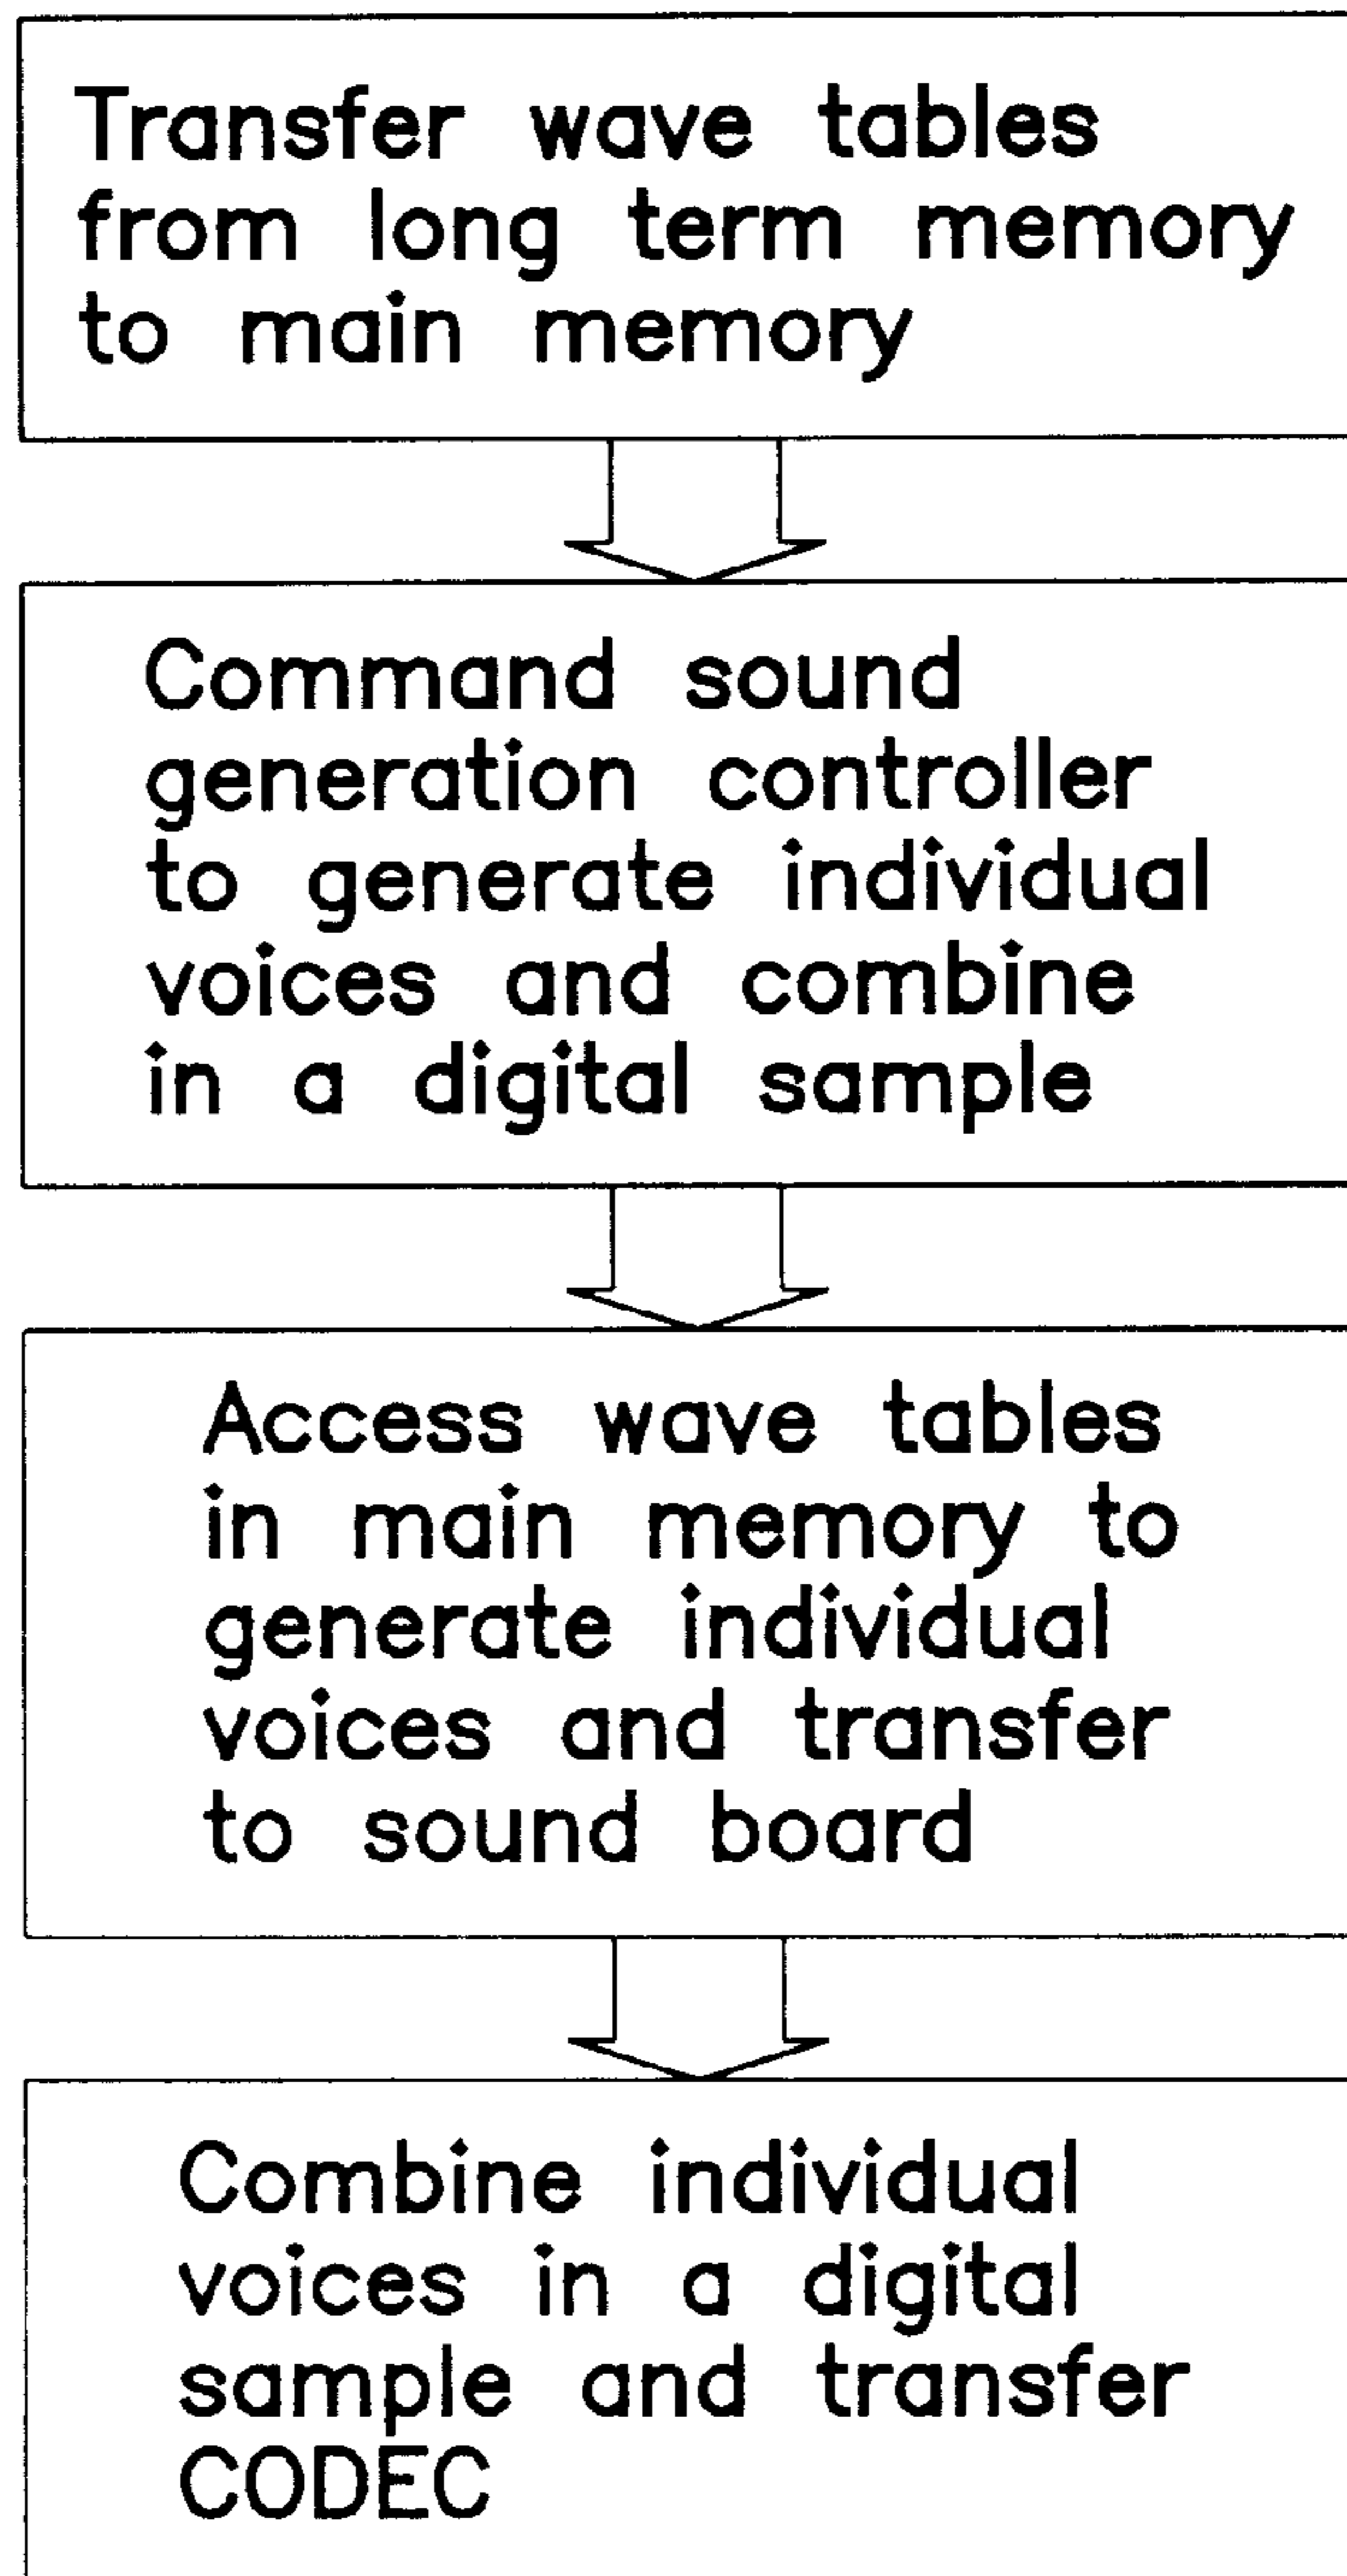 Transfer wave tables
from long term memory
to main memory
Command sound
generation controller
to generate individual
voices and combine
in a digital sample
Access wave tables
in main memory to
generate individual
voices and transfer
to sound board
Combine individual
voices in a digital
sample and transfer
CODEC